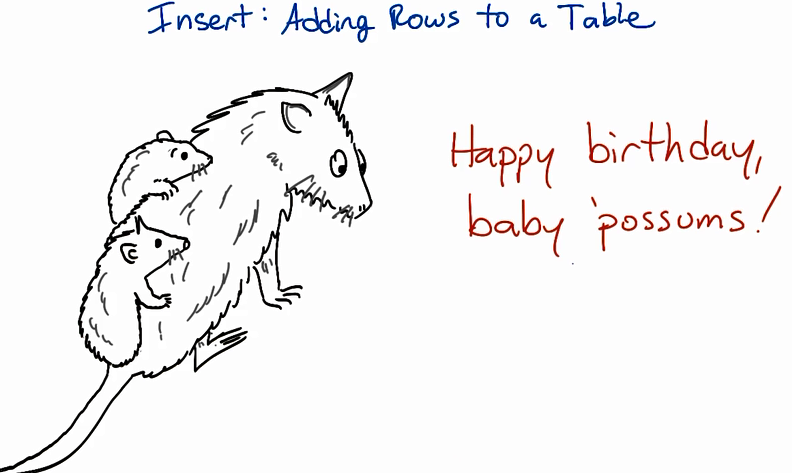 Insert: Adding Rows to a Table
Happy birthday,
baby 'possums!